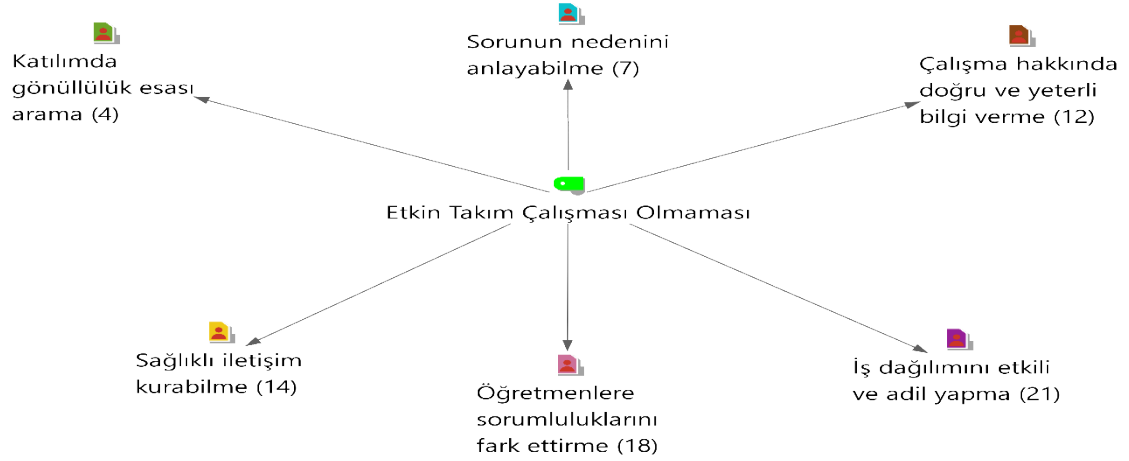 Katılımda
gönüllülük esası
arama (4)
Sorunun nedenini
anlayabilme (7)
Çalışma hakkında
doğru ve yeterli
bilgi verme (12)
Etkin Takım Çalışması Olmaması
Sağlıklı iletişim
kurabilme (14)
Öğretmenlere
sorumluluklarını
fark ettirme (18)
İş dağılımını etkili
ve adil yapma (21)